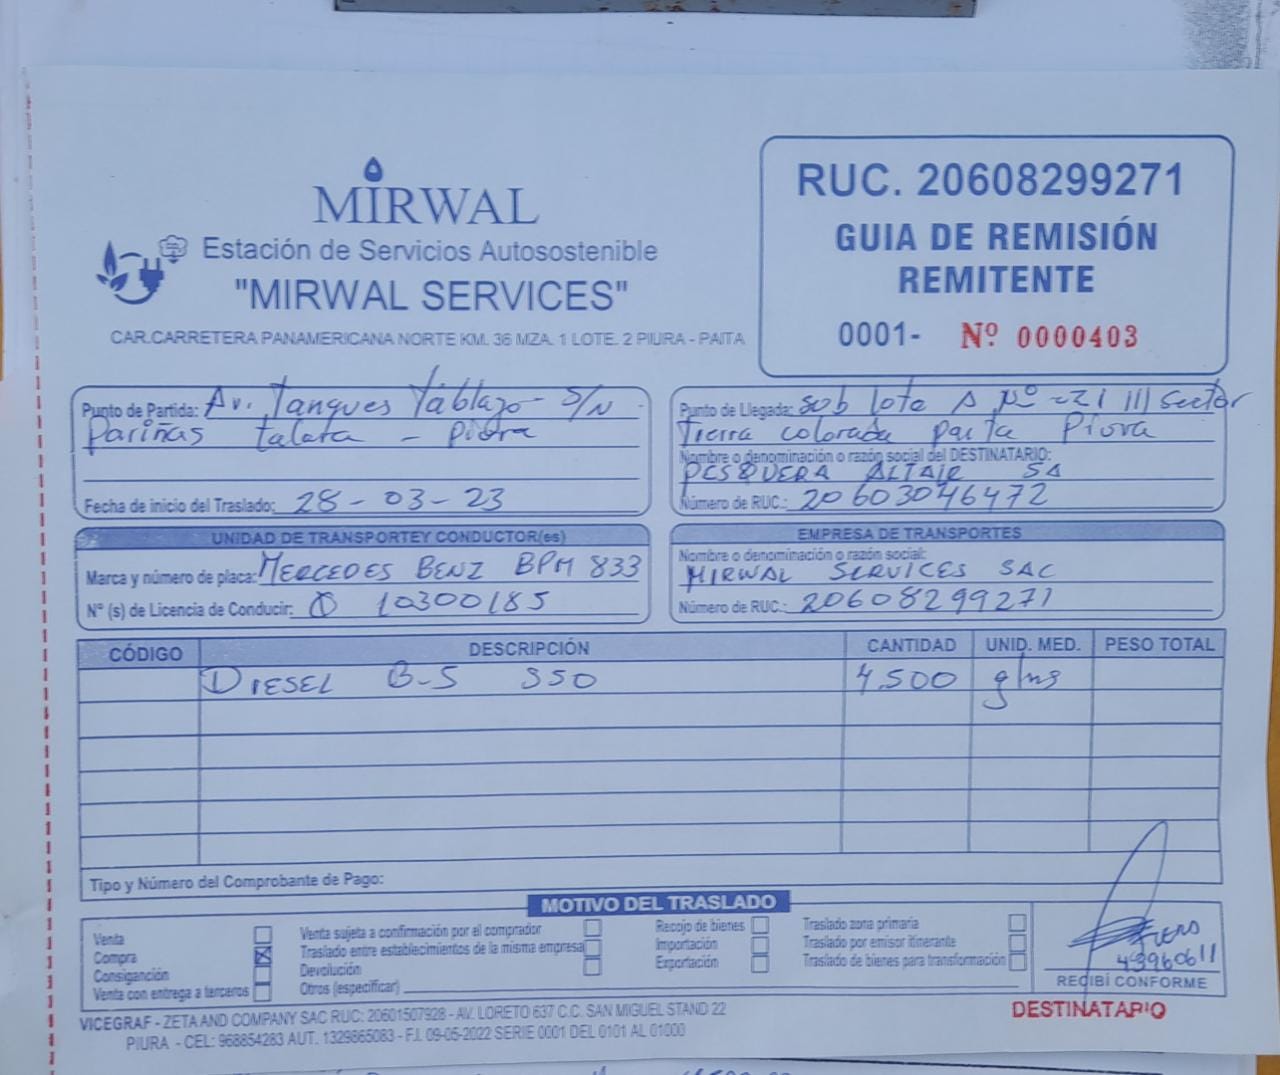 MIRWAL
Estación de Servicios Autosostenible
"MIRWAL SERVICES"
CAR.CARRETERA PANAMERICANA NORTE KM. 36 MZA. 1 LOTE. 2 PIURA - PAITA
RUC. 20608299271
GUIA DE REMISIÓN
REMITENTE
0001- Nº 0000403
Punto de Partida: Av. Tanques Tablazo - S/N
Pariñas talara - Piura
Fecha de inicio del Traslado: 28-03-23
Punto de Llegada: Sub lote A Nº 21 III Sector
Tierra colorada paita Piura
Nombre o denominación o razón social del DESTINATARIO:
PESQUERA ALTAIR SA
Número de RUC.: 20603046472
UNIDAD DE TRANSPORTEY CONDUCTOR(es)
Marca y número de placa: MERCEDES BENZ BPM 833
Nº (s) de Licencia de Conducir: 10300185
EMPRESA DE TRANSPORTES
Nombre o denominación o razón social:
MIRWAL SERVICES SAC
Número de RUC.: 20608299271
CÓDIGO DESCRIPCIÓN CANTIDAD UNID. MED. PESO TOTAL
DIESEL B-5 S50 4.500 glns
Tipo y Número del Comprobante de Pago:
MOTIVO DEL TRASLADO
Venta
Compra
Consiganción
Venta con entrega a terceros
Venta sujeta a confirmación por el comprador
Traslado entre establecimientos de la misma empresa
Devolución
Otros (especificar)
Recojo de bienes
Importación
Exportación
Traslado zona primaria
Traslado por emisor itinerante
Traslado de bienes para transformación
43960611
RECIBÍ CONFORME
DESTINATARIO
VICEGRAF - ZETA AND COMPANY SAC RUC: 20601507928 - AV. LORETO 637 C.C. SAN MIGUEL STAND 22
PIURA - CEL: 968854283 AUT. 1329865083 - F.I. 09-05-2022 SERIE 0001 DEL 0101 AL 01000